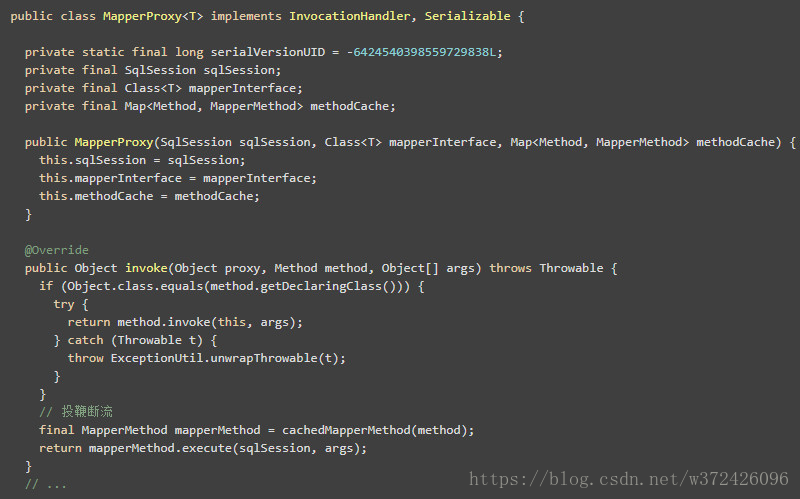 public class MapperProxy<T> implements InvocationHandler, Serializable {
private static final long serialVersionUID = -6424540398559729838L;
private final SqlSession sqlSession;
private final Class<T> mapperInterface;
private final Map<Method, MapperMethod> methodCache;
public MapperProxy(SqlSession sqlSession, Class<T> mapperInterface, Map<Method, MapperMethod> methodCache) {
this.sqlSession = sqlSession;
this.mapperInterface = mapperInterface;
this.methodCache = methodCache;
}
@Override
public Object invoke(Object proxy, Method method, Object[] args) throws Throwable {
if (Object.class.equals(method.getDeclaringClass())) {
try {
return method.invoke(this, args);
} catch (Throwable t) {
throw ExceptionUtil.unwrapThrowable(t);
}
}
// 投鞭断流
final MapperMethod mapperMethod = cachedMapperMethod(method);
return mapperMethod.execute(sqlSession, args);
}
// ...
https://blog.csdn.net/w372426096